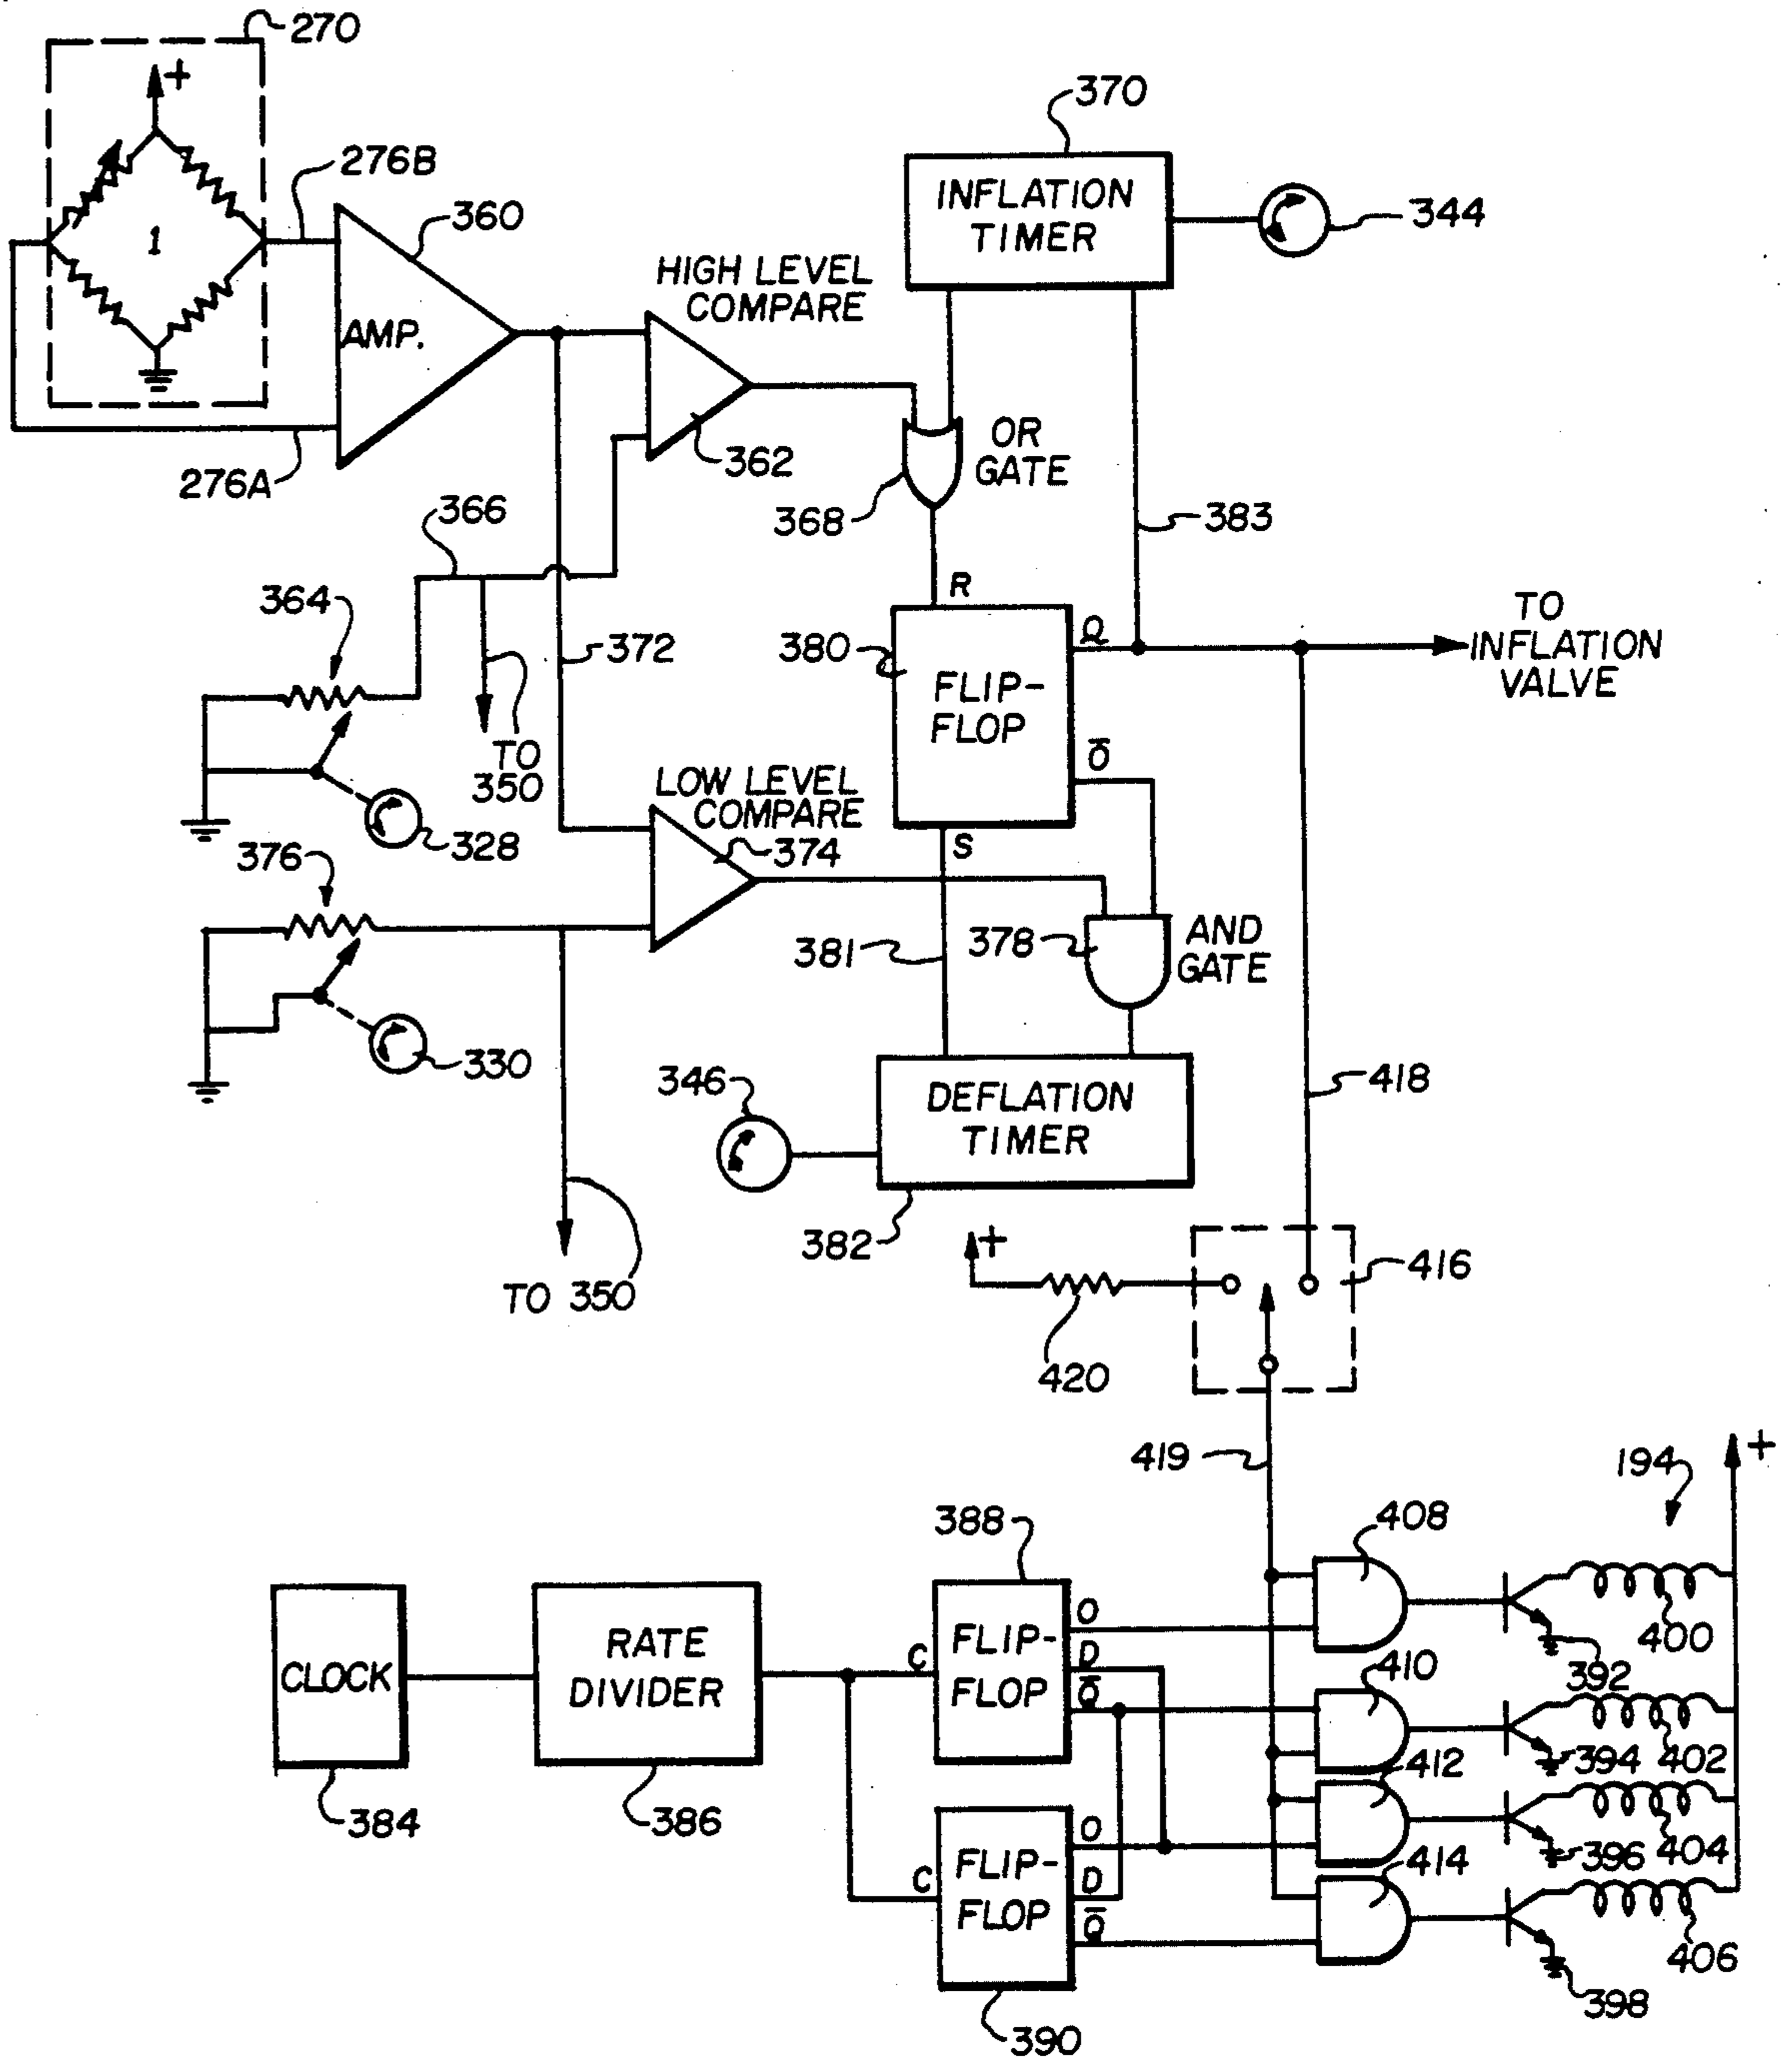 270
+
1
276B
276A
360
AMP.
HIGH LEVEL
COMPARE
362
370
INFLATION
TIMER
344
OR
GATE
368
383
366
364
372
TO
350
328
R
380
Q
FLIP-
FLOP
O̅
S
TO
INFLATION
VALVE
LOW LEVEL
COMPARE
374
376
330
381
378
AND
GATE
346
DEFLATION
TIMER
382
418
TO 350
+
420
416
419
194
+
388
408
CLOCK
384
RATE
DIVIDER
386
C
FLIP-
FLOP
O
D
Q̅
410
400
392
394
402
412
396
404
414
C
FLIP-
FLOP
O
D
Q̅
390
406
398